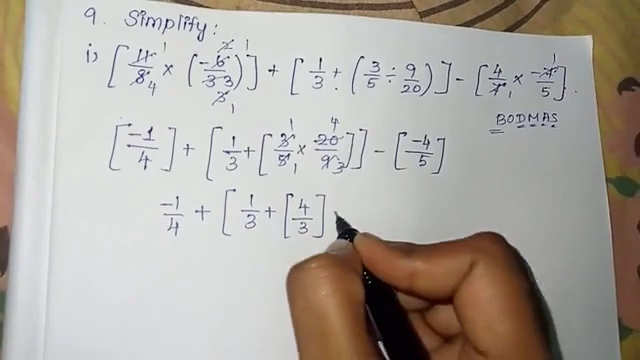 9. Simplify:
i) [11/8 × (-6/33)] + [1/3 + (3/5 ÷ 9/20)] - [4/7 × -7/5].
BODMAS
[-1/4] + [1/3 + [3/5 × 20/9]] - [-4/5]
-1/4 + [1/3 + [4/3]